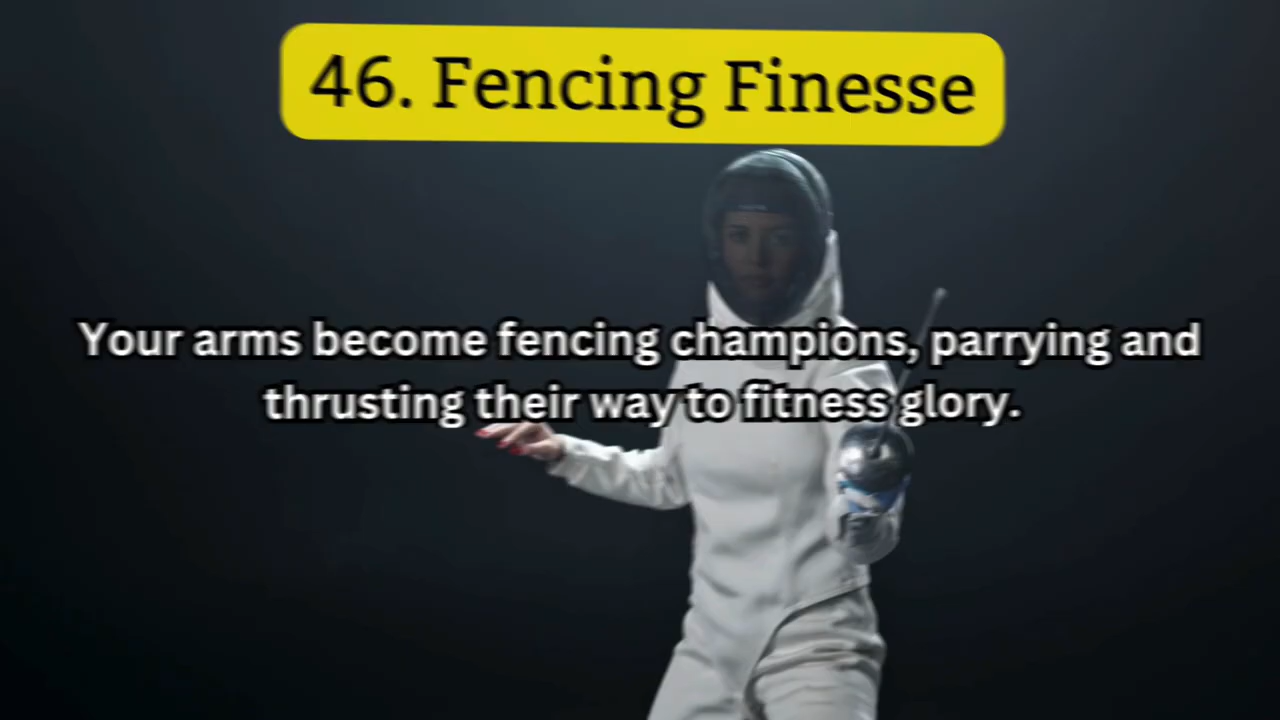 46. Fencing Finesse
Your arms become fencing champions, parrying and
thrusting their way to fitness glory.